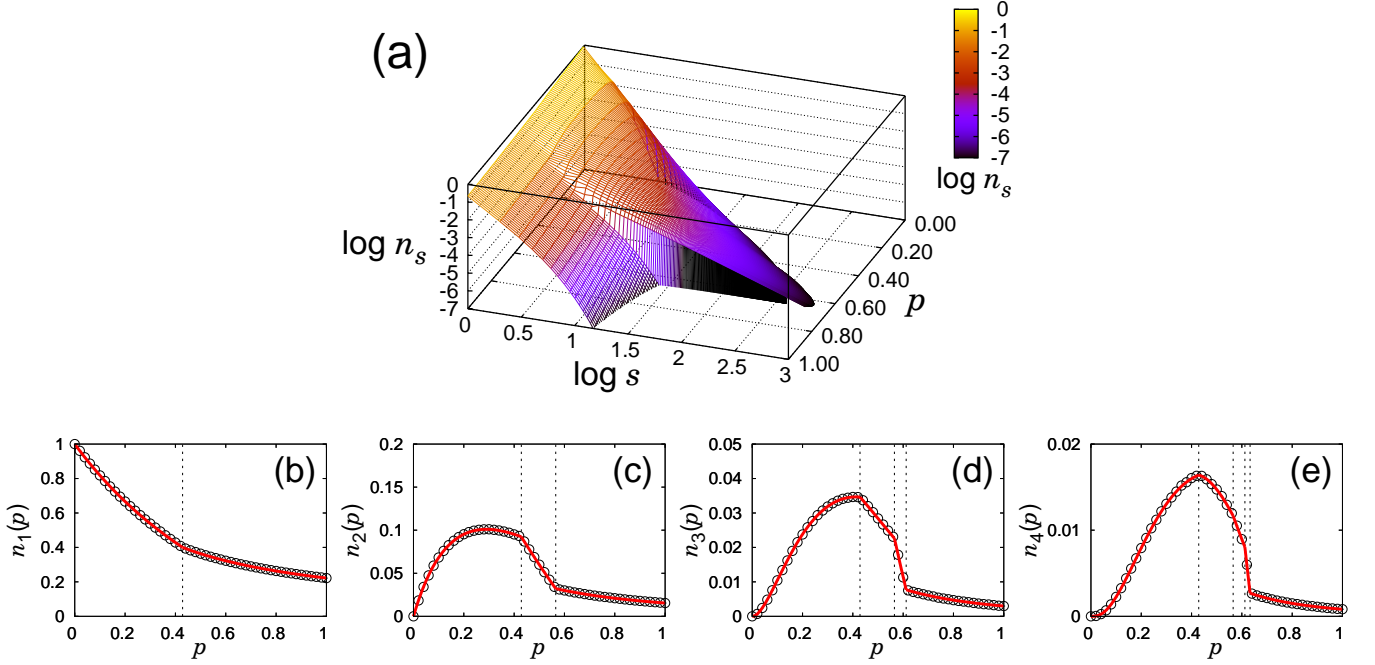 (a)
0
-1
-2
-3
-4
-5
-6
-7
log n_s
0
-1
-2
-3
-4
-5
-6
-7
log n_s
0 0.5 1 1.5 2 2.5 3
log s
0.00
0.20
0.40
0.60
0.80
1.00
p
(b)
1
0.8
0.6
0.4
0.2
0
n_1(p)
0 0.2 0.4 0.6 0.8 1
p
(c)
0.2
0.15
0.1
0.05
0
n_2(p)
0 0.2 0.4 0.6 0.8 1
p
(d)
0.05
0.04
0.03
0.02
0.01
0
n_3(p)
0 0.2 0.4 0.6 0.8 1
p
(e)
0.02
0.01
0
n_4(p)
0 0.2 0.4 0.6 0.8 1
p